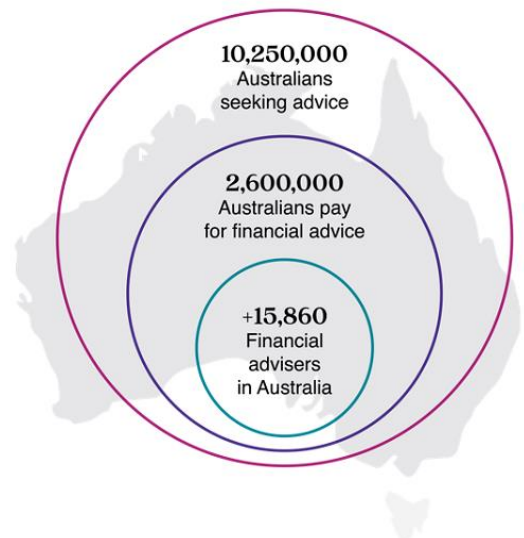 10,250,000
Australians
seeking advice
2,600,000
Australians pay
for financial advice
+15,860
Financial
advisers
in Australia